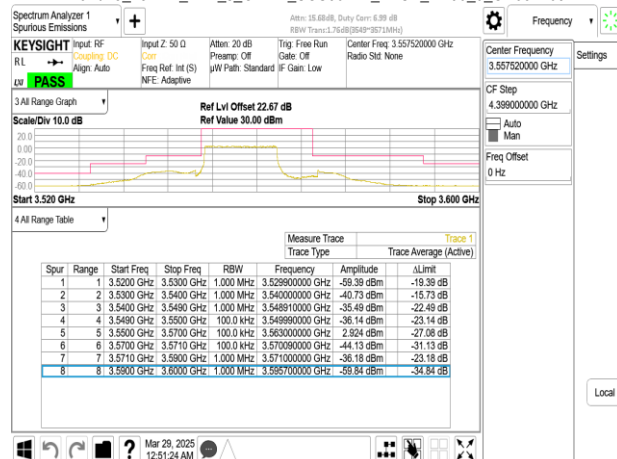 Spectrum Analyzer 1
Spurious Emissions
Attn: 15.68dB, Duty Corr: 6.99 dB
RBW Trans:1.76dB(3549~3571MHz)
Frequency
KEYSIGHT
RL
PASS
Input: RF
Coupling: DC
Align: Auto
Input Z: 50 Ω
Corr
Freq Ref: Int (S)
NFE: Adaptive
Atten: 20 dB
Preamp: Off
µW Path: Standard
Trig: Free Run
Gate: Off
IF Gain: Low
Center Freq: 3.557520000 GHz
Radio Std: None
Center Frequency
3.557520000 GHz
Settings
CF Step
4.399000000 GHz
Auto
Man
Freq Offset
0 Hz
3 All Range Graph
Scale/Div 10.0 dB
Ref Lvl Offset 22.67 dB
Ref Value 30.00 dBm
20.0
0.00
-20.0
-40.0
-60.0
Start 3.520 GHz
Stop 3.600 GHz
4 All Range Table
Measure Trace Trace 1
Trace Type Trace Average (Active)
Spur Range Start Freq Stop Freq RBW Frequency Amplitude ΔLimit
1 1 3.5200 GHz 3.5300 GHz 1.000 MHz 3.529900000 GHz -59.39 dBm -19.39 dB
2 2 3.5300 GHz 3.5400 GHz 1.000 MHz 3.540000000 GHz -40.73 dBm -15.73 dB
3 3 3.5400 GHz 3.5490 GHz 1.000 MHz 3.548910000 GHz -35.49 dBm -22.49 dB
4 4 3.5490 GHz 3.5500 GHz 100.0 kHz 3.549990000 GHz -36.14 dBm -23.14 dB
5 5 3.5500 GHz 3.5700 GHz 100.0 kHz 3.563000000 GHz 2.924 dBm -27.08 dB
6 6 3.5700 GHz 3.5710 GHz 100.0 kHz 3.570090000 GHz -44.13 dBm -31.13 dB
7 7 3.5710 GHz 3.5900 GHz 1.000 MHz 3.571000000 GHz -36.18 dBm -23.18 dB
8 8 3.5900 GHz 3.6000 GHz 1.000 MHz 3.595700000 GHz -59.84 dBm -34.84 dB
Local
Mar 29, 2025
12:51:24 AM